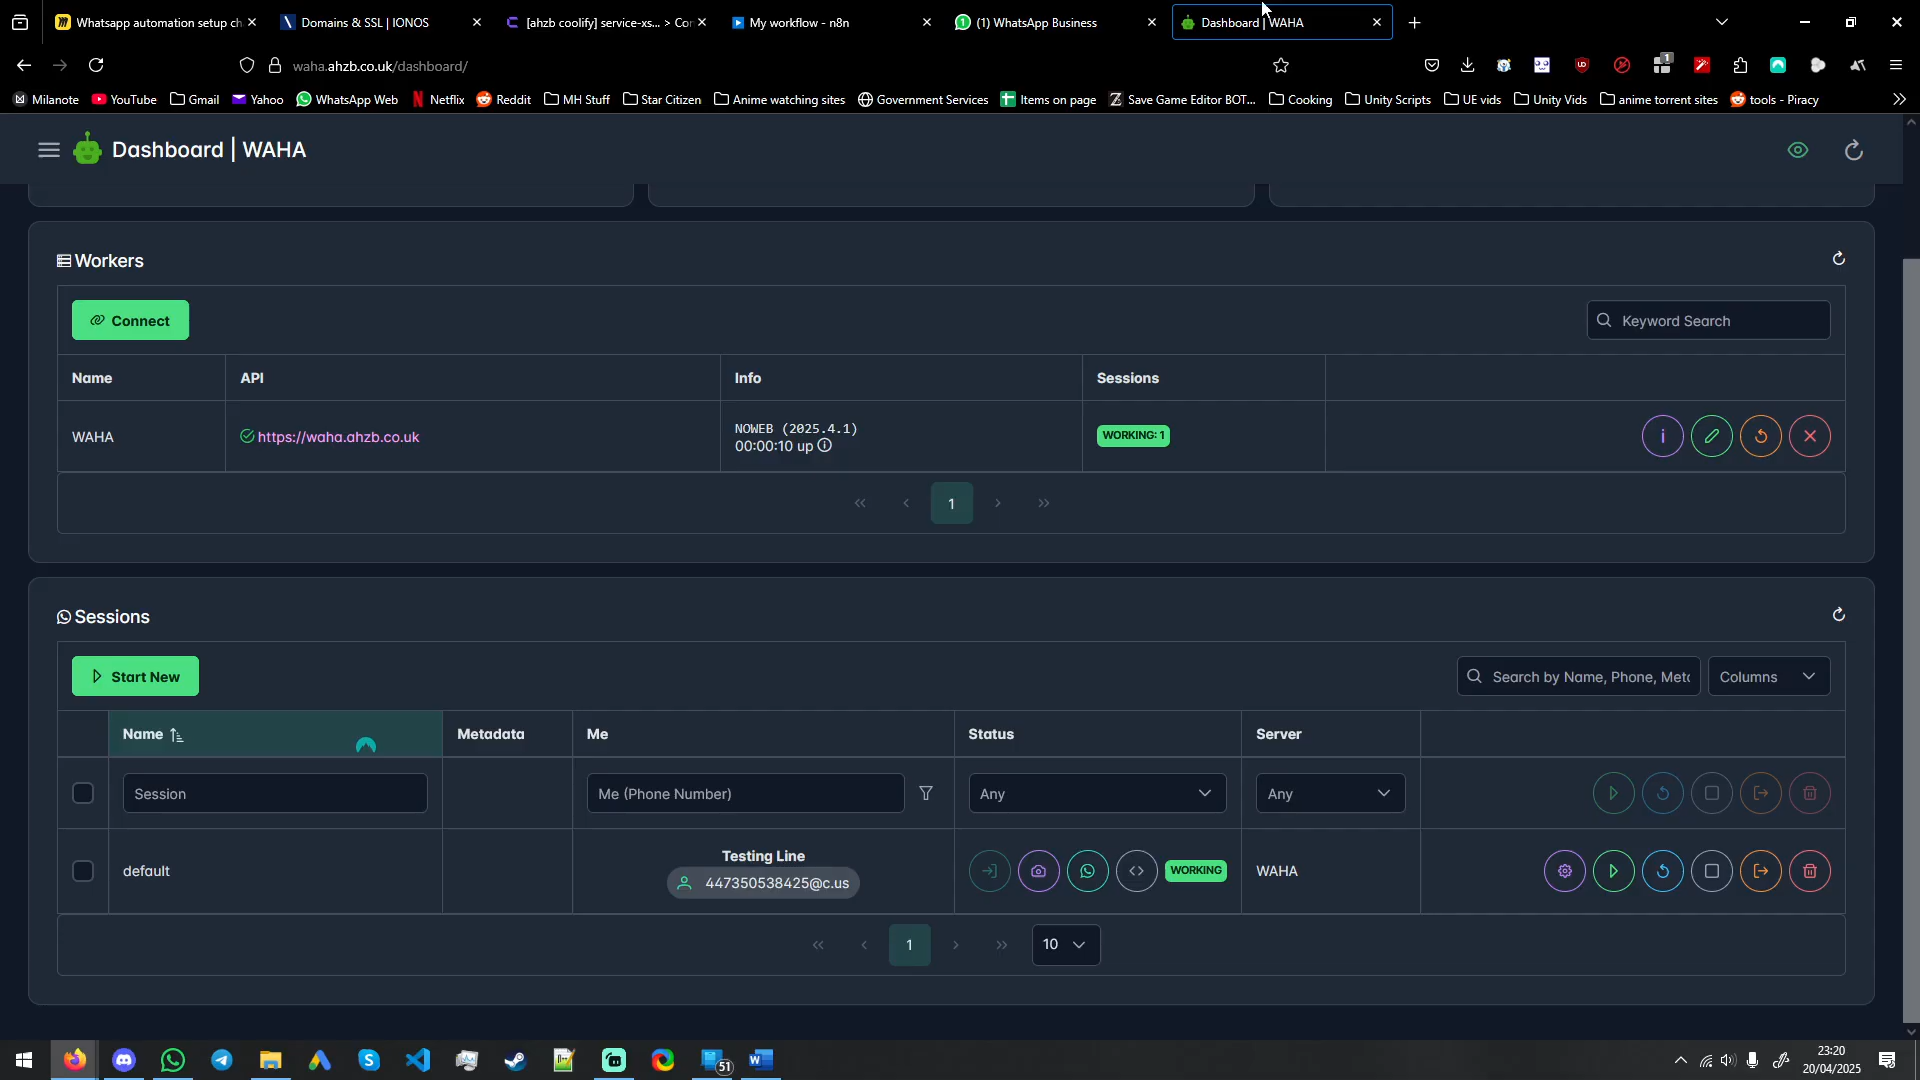 Whatsapp automation setup ch
Domains & SSL | IONOS
[ahzb coolify] service-xs... > Cor
My workflow - n8n
(1) WhatsApp Business
Dashboard | WAHA
waha.ahzb.co.uk/dashboard/
1
Milanote
YouTube
Gmail
Yahoo
WhatsApp Web
Netflix
Reddit
MH Stuff
Star Citizen
Anime watching sites
Government Services
Items on page
Save Game Editor BOT...
Cooking
Unity Scripts
UE vids
Unity Vids
anime torrent sites
tools - Piracy
Dashboard | WAHA
Workers
Connect
Keyword Search
Name
API
Info
Sessions
WAHA
https://waha.ahzb.co.uk
NOWEB (2025.4.1)
00:00:10 up
WORKING: 1
1
Sessions
Start New
Search by Name, Phone, Meta
Columns
Name
Metadata
Me
Status
Server
Session
Me (Phone Number)
Any
Any
default
Testing Line
447350538425@c.us
WORKING
WAHA
1
10
51
23:20
20/04/2025